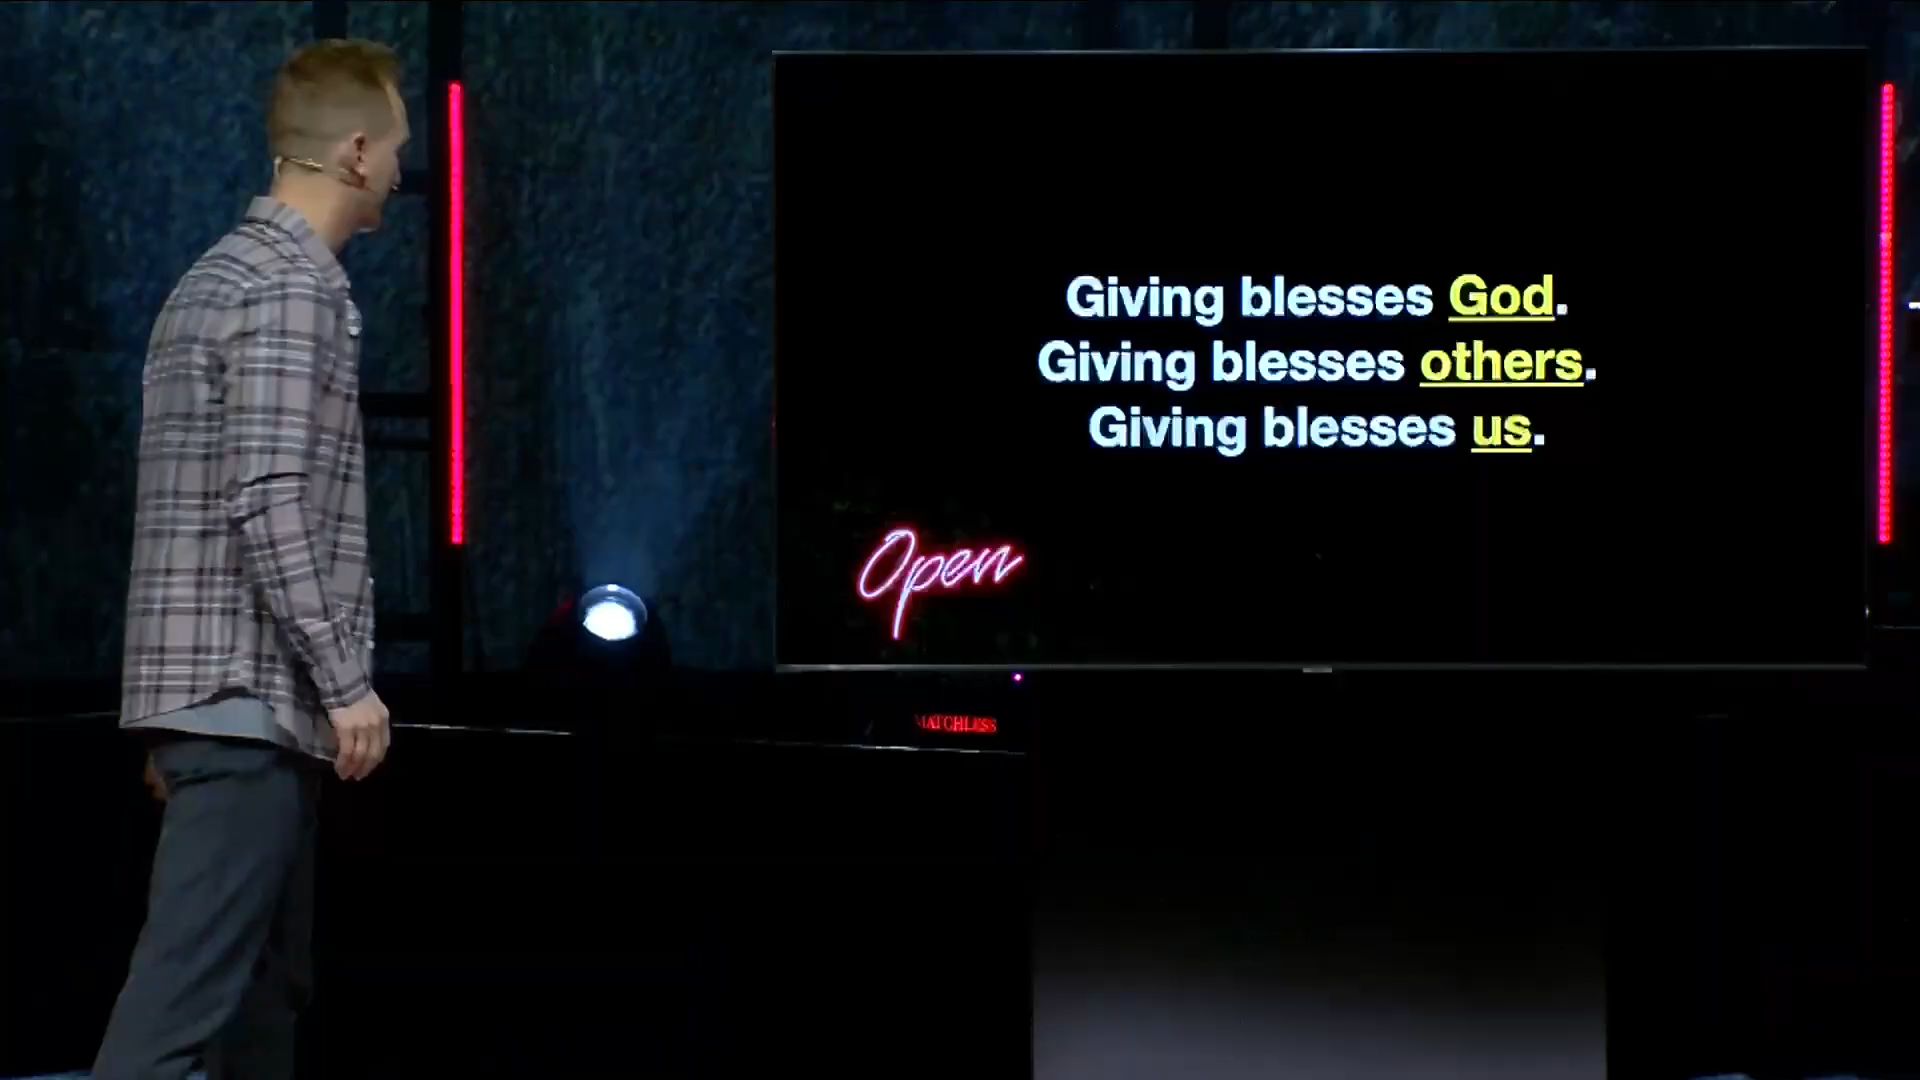 Giving blesses God.
Giving blesses others.
Giving blesses us.
Open
MATCHLESS